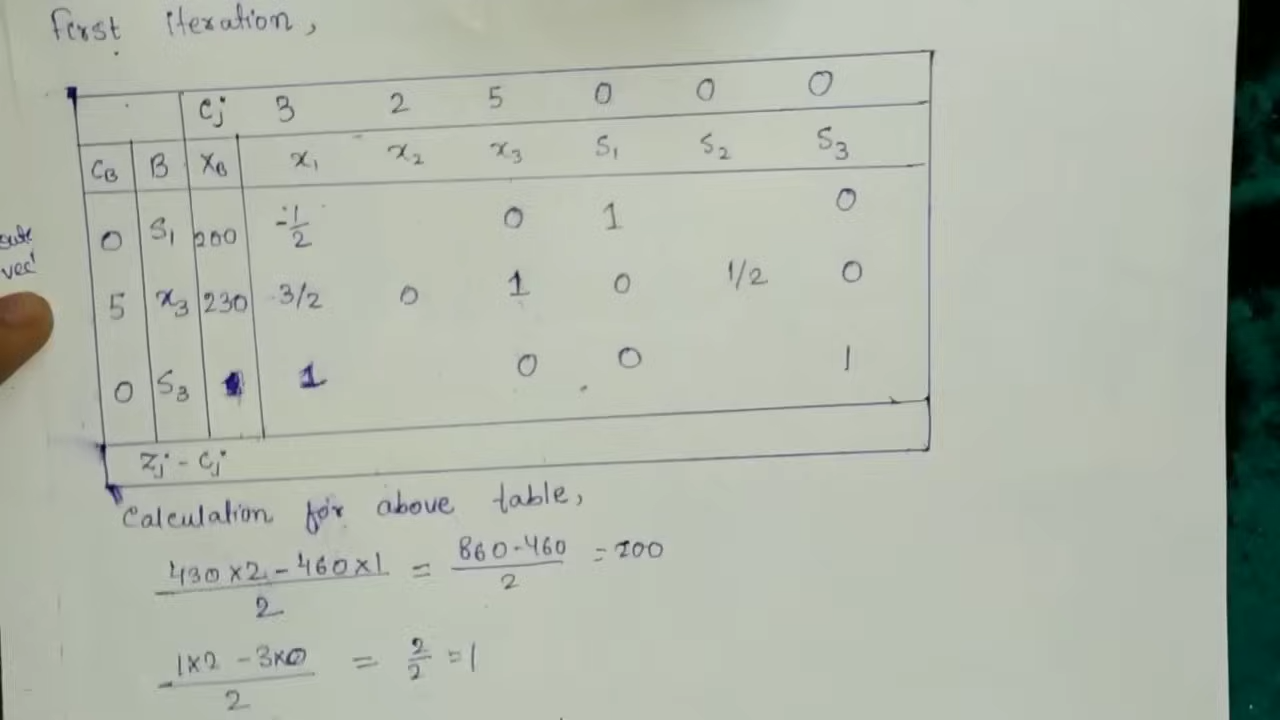 First iteration,
Cj 3 2 5 0 0 0
CB B XB x1 x2 x3 S1 S2 S3
0 S1 200 -1/2 0 1 0
5 x3 230 3/2 0 1 0 1/2 0
0 S3 1 0 0 1
Zj - Cj
Calculation for above table,
430×2-460×1/2 = 860-460/2 = 200
1×2-3×0/2 = 2/2 = 1